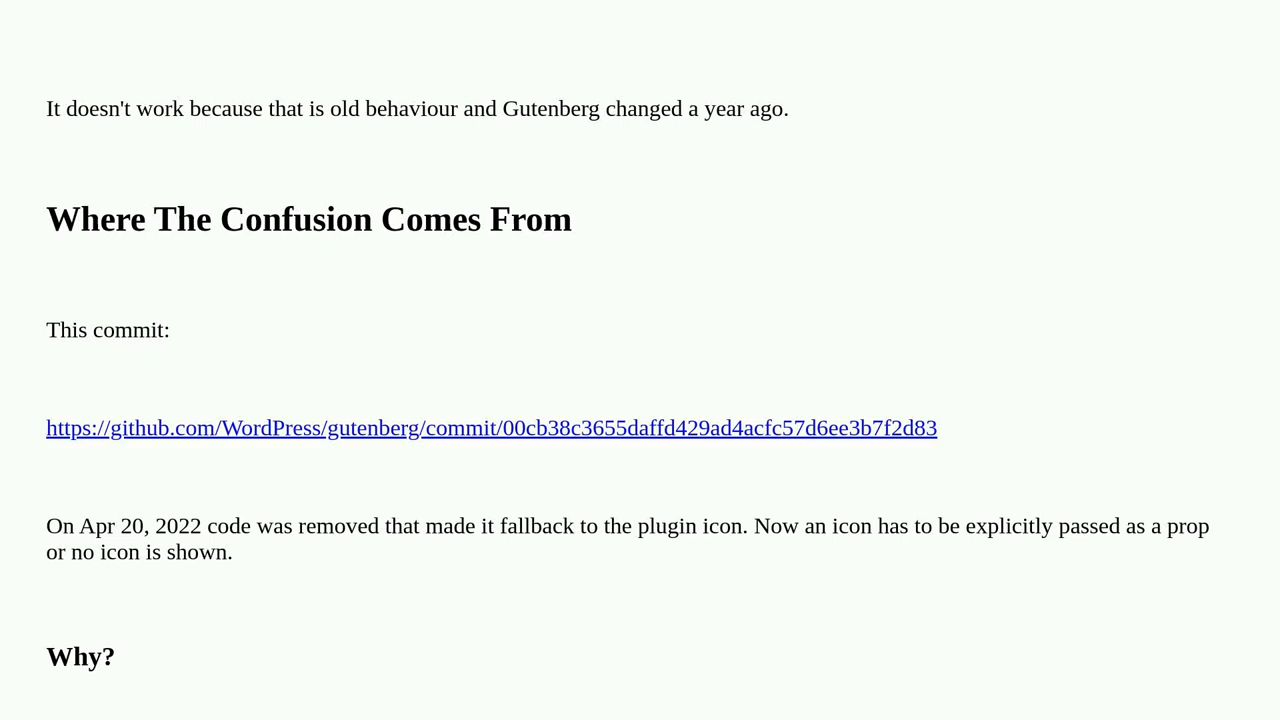 It doesn't work because that is old behaviour and Gutenberg changed a year ago.
Where The Confusion Comes From
This commit:
https://github.com/WordPress/gutenberg/commit/00cb38c3655daffd429ad4acfc57d6ee3b7f2d83
On Apr 20, 2022 code was removed that made it fallback to the plugin icon. Now an icon has to be explicitly passed as a prop
or no icon is shown.
Why?